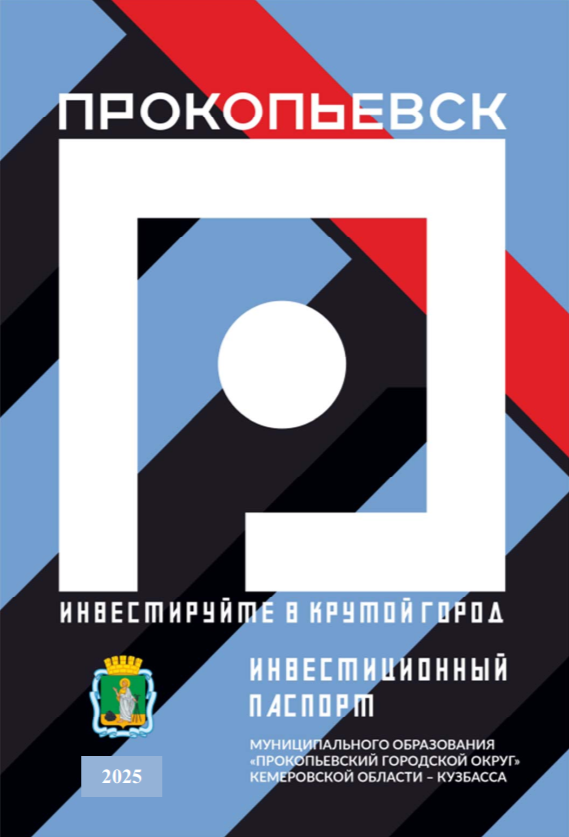 ПРОКОПЬЕВСК
ИНВЕСТИРУЙТЕ В КРУТОЙ ГОРОД
ИНВЕСТИЦИОННЫЙ
ПАСПОРТ
МУНИЦИПАЛЬНОГО ОБРАЗОВАНИЯ
«ПРОКОПЬЕВСКИЙ ГОРОДСКОЙ ОКРУГ»
КЕМЕРОВСКОЙ ОБЛАСТИ – КУЗБАССА
2025